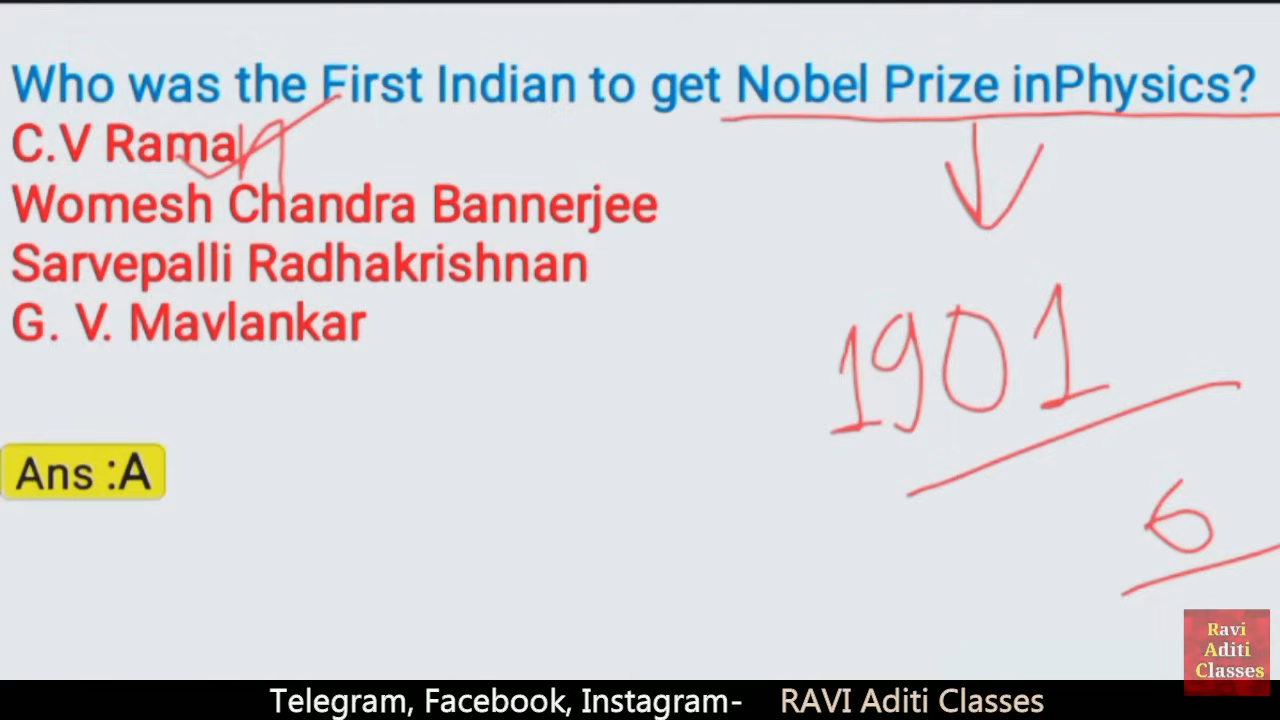 Who was the First Indian to get Nobel Prize inPhysics?
C.V Rama
Womesh Chandra Bannerjee
Sarvepalli Radhakrishnan
G. V. Mavlankar
1901
Ans :A
6
Ravi
Aditi
Classes
Telegram, Facebook, Instagram- RAVI Aditi Classes